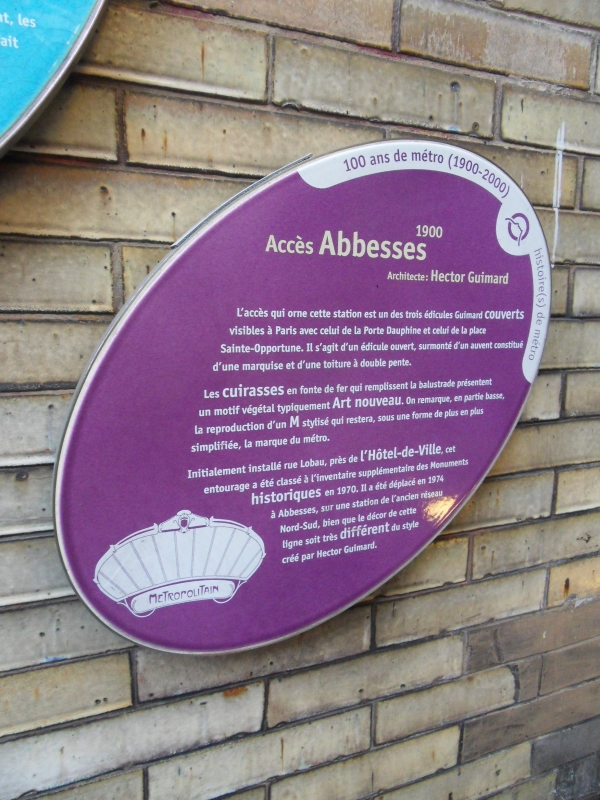 t, les
ait
100 ans de métro (1900-2000)
histoire(s) de métro
1900
Accès Abbesses
Architecte: Hector Guimard
L'accès qui orne cette station est un des trois édicules Guimard couverts
visibles à Paris avec celui de la Porte Dauphine et celui de la place
Sainte-Opportune. Il s'agit d'un édicule ouvert, surmonté d'un auvent constitué
d'une marquise et d'une toiture à double pente.
Les cuirasses en fonte de fer qui remplissent la balustrade présentent
un motif végétal typiquement Art nouveau. On remarque, en partie basse,
la reproduction d'un M stylisé qui restera, sous une forme de plus en plus
simplifiée, la marque du métro.
Initialement installé rue Lobau, près de l'Hôtel-de-Ville, cet
entourage a été classé à l'inventaire supplémentaire des Monuments
historiques en 1970. Il a été déplacé en 1974
à Abbesses, sur une station de l'ancien réseau
Nord-Sud, bien que le décor de cette
ligne soit très différent du style
créé par Hector Guimard.
METROPOLITAIN